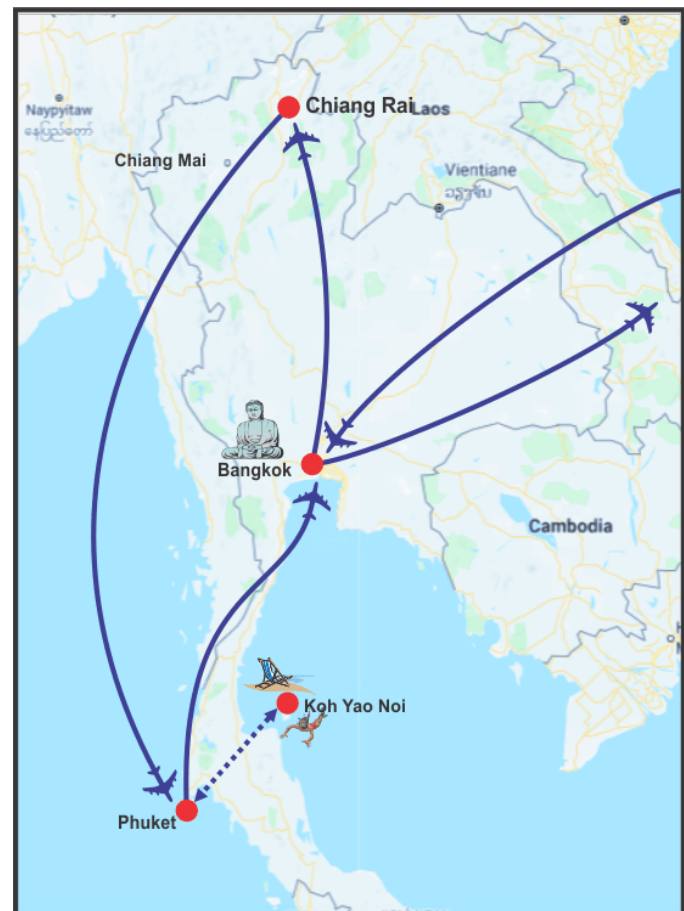 Chiang Rai
Laos
Naypyitaw
နေပြည်တော်
Chiang Mai
Vientiane
ວຽງຈັນ
Bangkok
Cambodia
Koh Yao Noi
Phuket